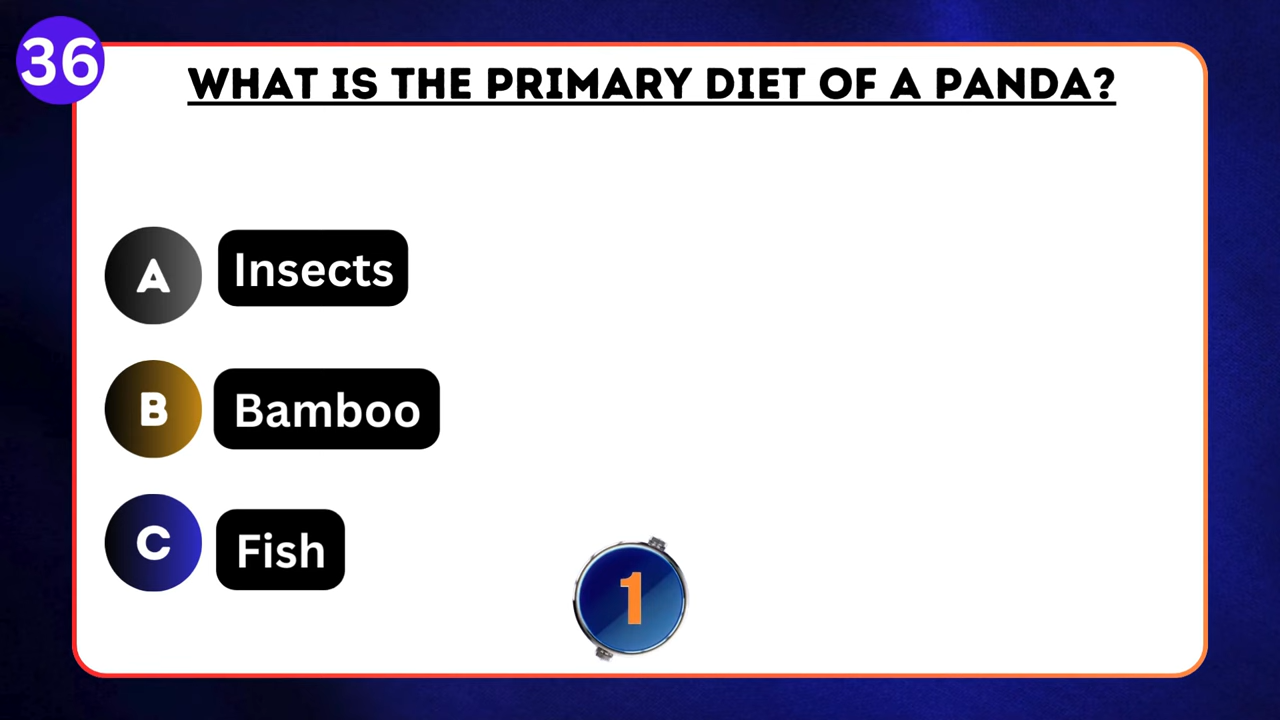 36
WHAT IS THE PRIMARY DIET OF A PANDA?
A
Insects
B
Bamboo
C
Fish
1